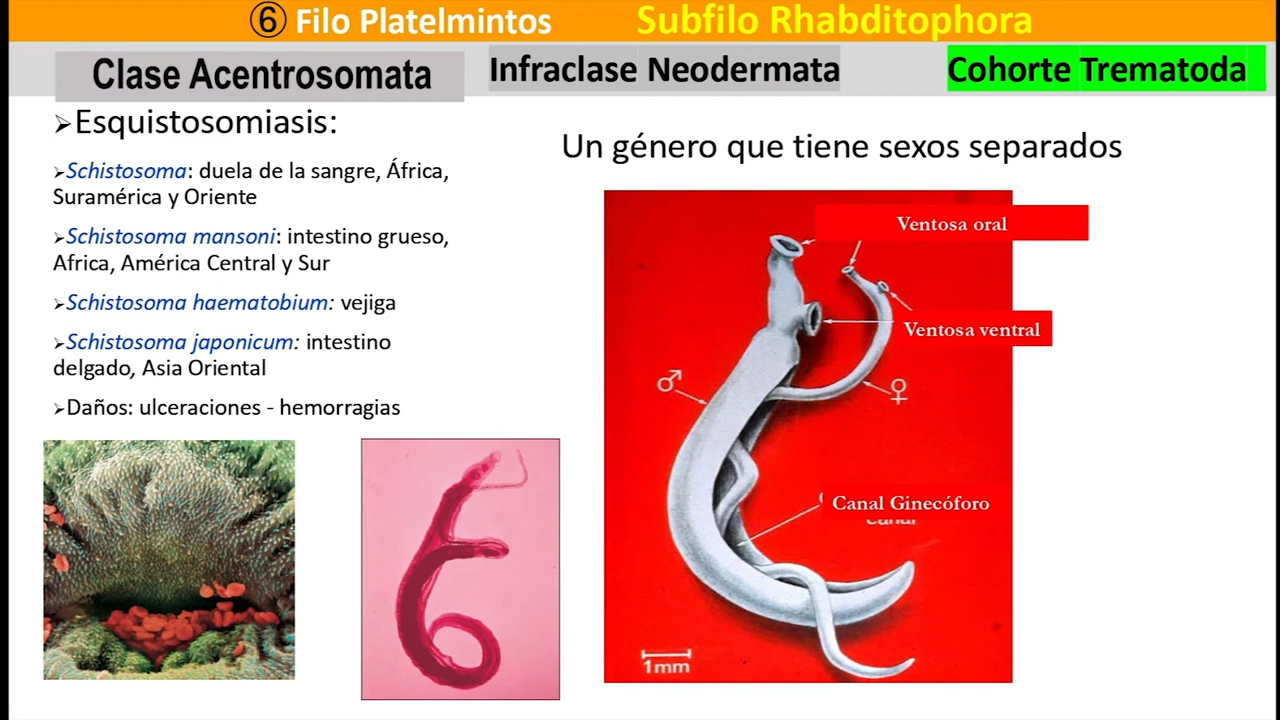 ⑥ Filo Platelmintos Subfilo Rhabditophora
Clase Acentrosomata Infraclase Neodermata Cohorte Trematoda
➢Esquistosomiasis:
➢Schistosoma: duela de la sangre, África,
Suramérica y Oriente
➢Schistosoma mansoni: intestino grueso,
Africa, América Central y Sur
➢Schistosoma haematobium: vejiga
➢Schistosoma japonicum: intestino
delgado, Asia Oriental
➢Daños: ulceraciones - hemorragias
Un género que tiene sexos separados
Ventosa oral
Ventosa ventral
♂
♀
Canal Ginecóforo
Canal
1mm